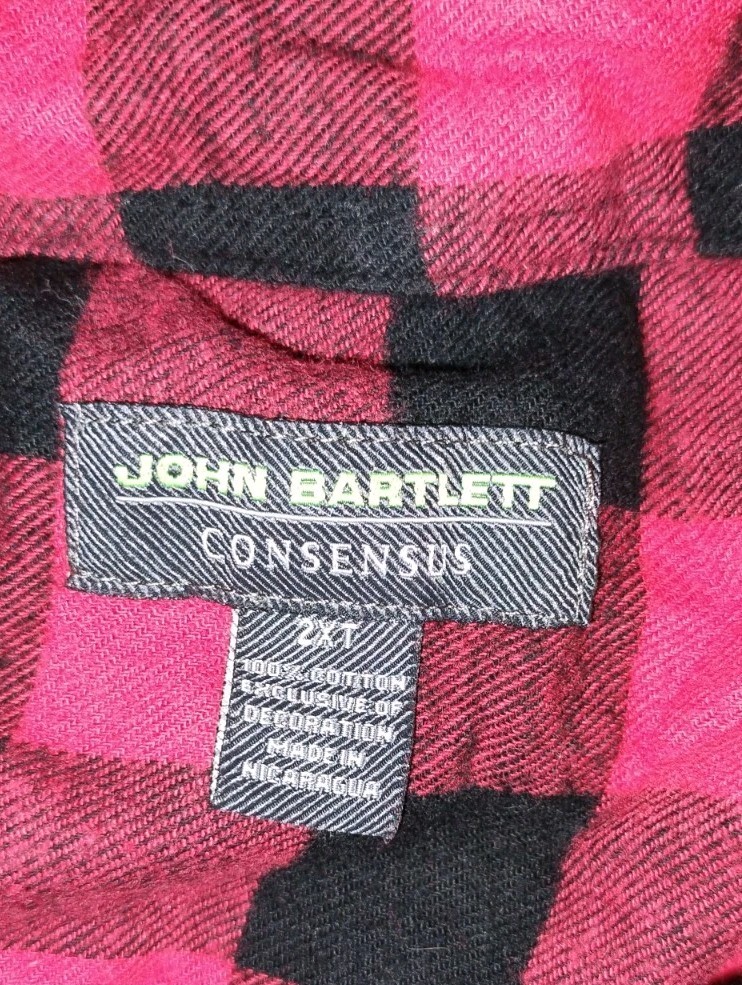 JOHN BARTLETT
CONSENSUS
2XT
100% COTTON
EXCLUSIVE OF
DECORATION
MADE IN
NICARAGUA